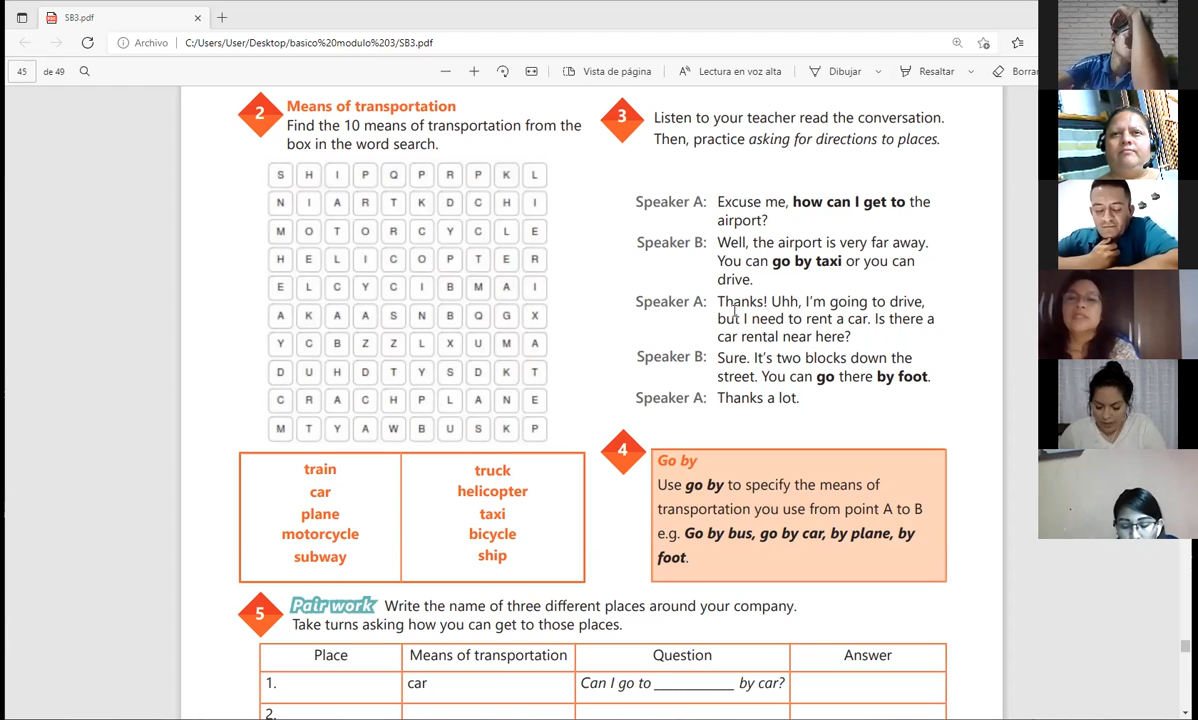 SB3.pdf
Archivo
C:/Users/User/Desktop/basico%20modulo%203/SB3.pdf
45 de 49
Vista de página
Lectura en voz alta
Dibujar
Resaltar
Borrar
2 Means of transportation
Find the 10 means of transportation from the
box in the word search.
S H I P Q P R P K L
N I A R T K D C H I
M O T O R C Y C L E
H E L I C O P T E R
E L C Y C I B M A I
A K A A S N B Q G X
Y C B Z Z L X U M A
D U H D T Y S D K T
C R A C H P L A N E
M T Y A W B U S K P
train
car
plane
motorcycle
subway
truck
helicopter
taxi
bicycle
ship
3 Listen to your teacher read the conversation.
Then, practice asking for directions to places.
Speaker A: Excuse me, how can I get to the
airport?
Speaker B: Well, the airport is very far away.
You can go by taxi or you can
drive.
Speaker A: Thanks! Uhh, I'm going to drive,
but I need to rent a car. Is there a
car rental near here?
Speaker B: Sure. It's two blocks down the
street. You can go there by foot.
Speaker A: Thanks a lot.
4 Go by
Use go by to specify the means of
transportation you use from point A to B
e.g. Go by bus, go by car, by plane, by
foot.
5 Pair work Write the name of three different places around your company.
Take turns asking how you can get to those places.
Place Means of transportation Question Answer
1. car Can I go to __________ by car?
2.